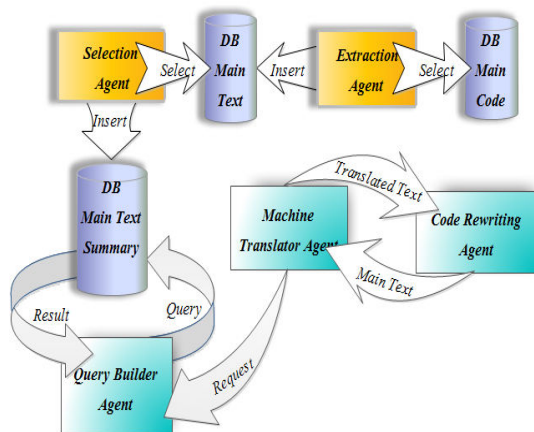 Selection
Agent
Select
DB
Main
Text
Insert
Extraction
Agent
Select
DB
Main
Code
Insert
DB
Main Text
Summary
Translated Text
Machine
Translator Agent
Code Rewriting
Agent
Main Text
Result
Query
Request
Query Builder
Agent